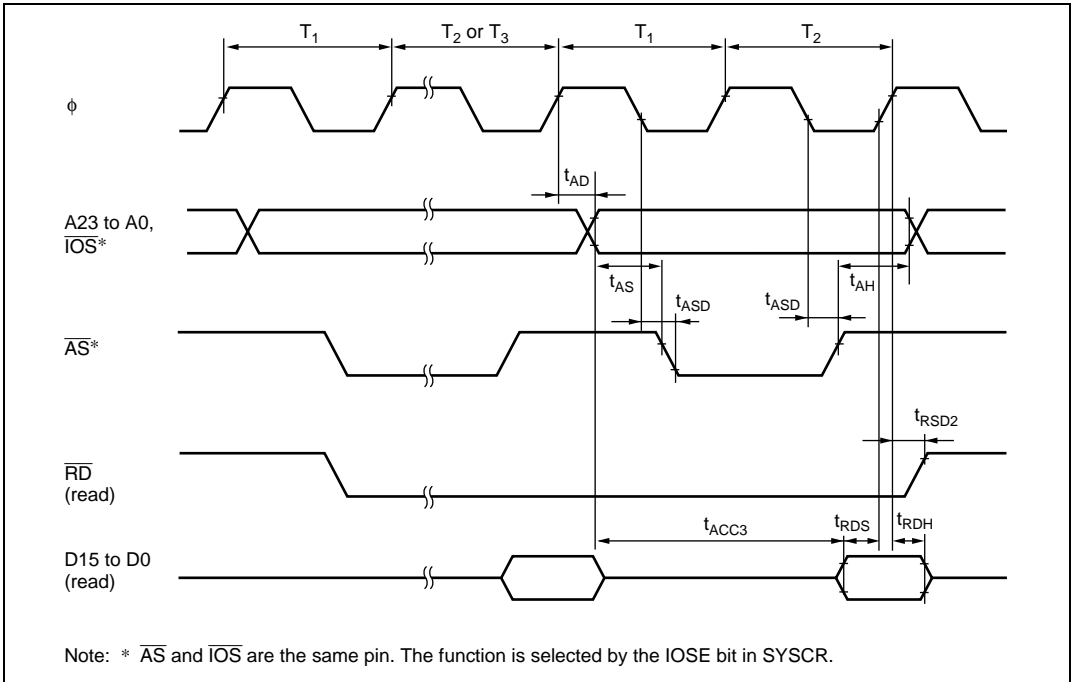 T1 T2 or T3 T1 T2
ϕ
tAD
A23 to A0,
IOS*
tAS tASD tASD tAH
AS*
tRSD2
RD
(read)
tACC3 tRDS tRDH
D15 to D0
(read)
Note: * AS and IOS are the same pin. The function is selected by the IOSE bit in SYSCR.